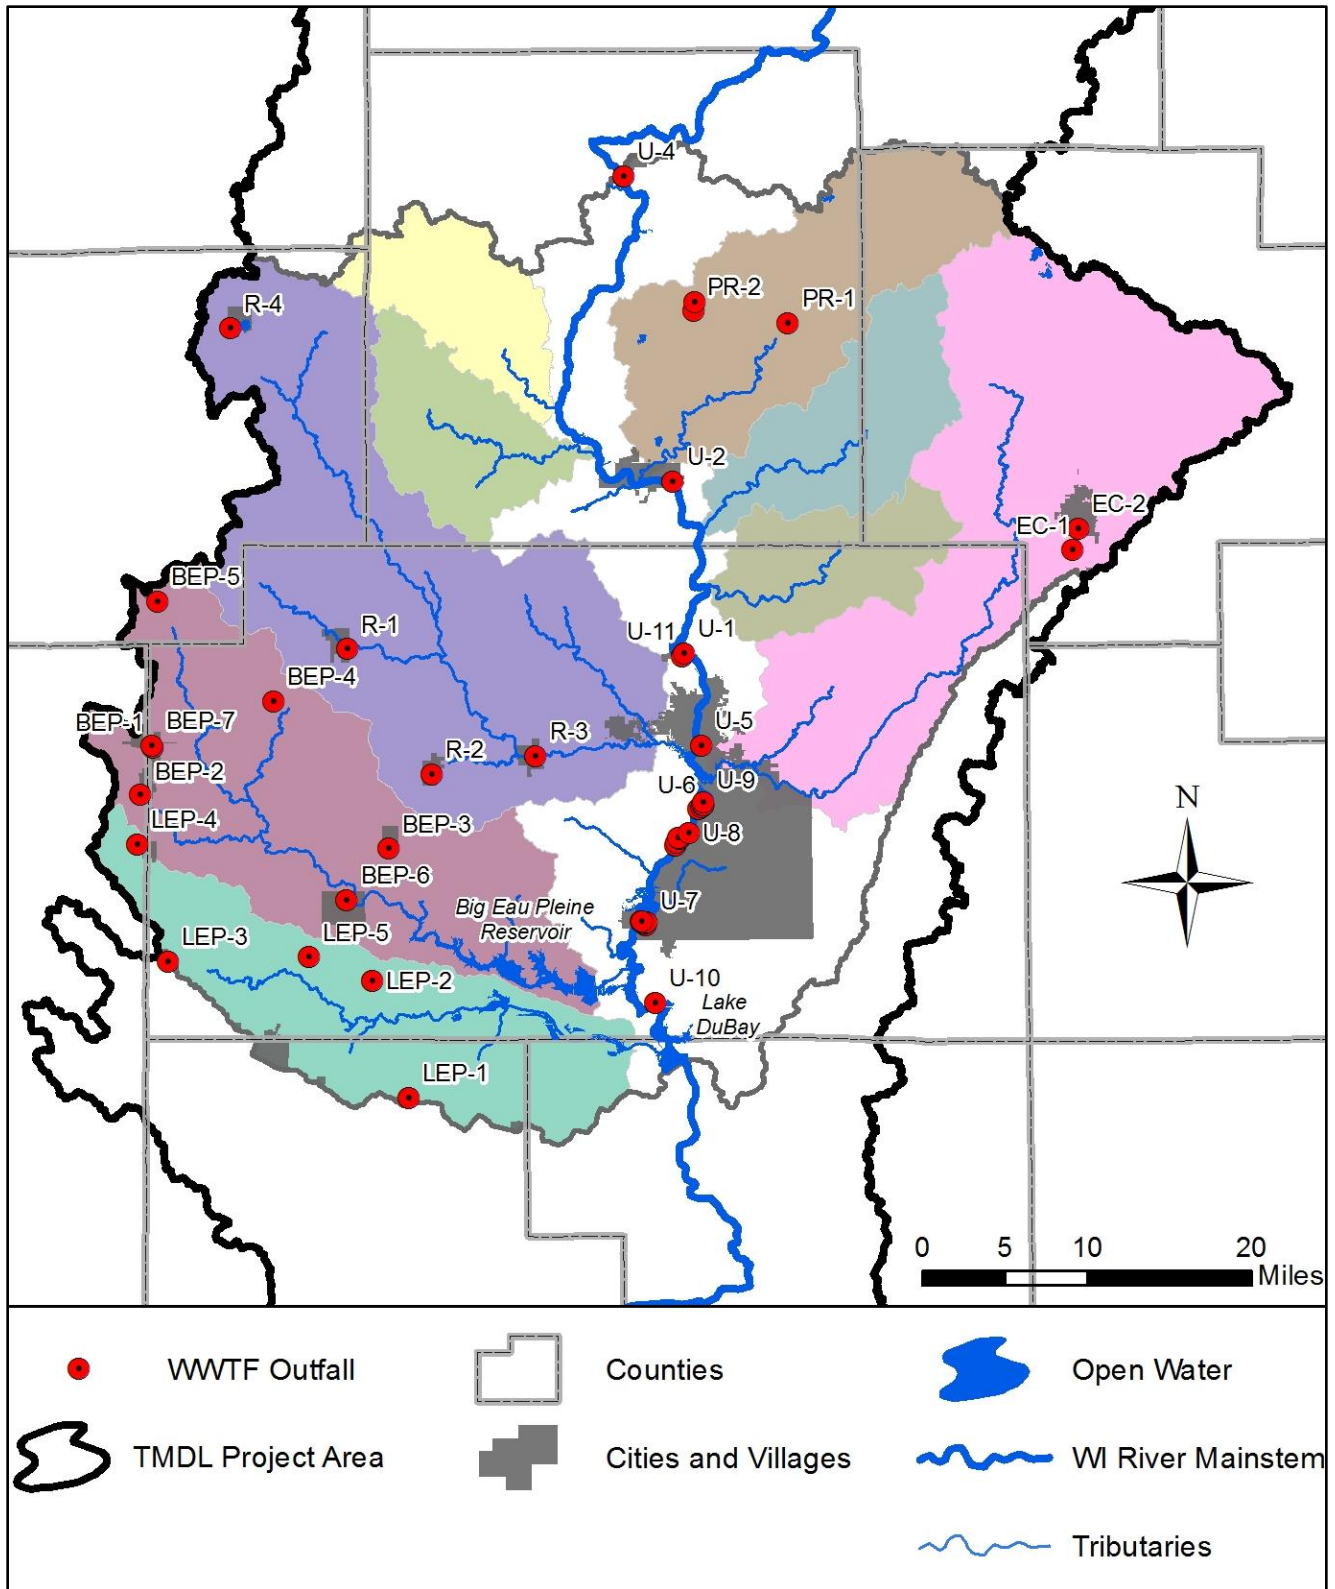 U-4
PR-2
PR-1
R-4
U-2
EC-2
EC-1
BEP-5
R-1
U-11
U-1
BEP-4
BEP-1
BEP-7
U-5
R-3
R-2
BEP-2
U-6
U-9
LEP-4
BEP-3
U-8
BEP-6
Big Eau Pleine
Reservoir
U-7
LEP-3
LEP-5
LEP-2
U-10
Lake
DuBay
LEP-1
N
0 5 10 20
Miles
WWTF Outfall
Counties
Open Water
TMDL Project Area
Cities and Villages
WI River Mainstem
Tributaries